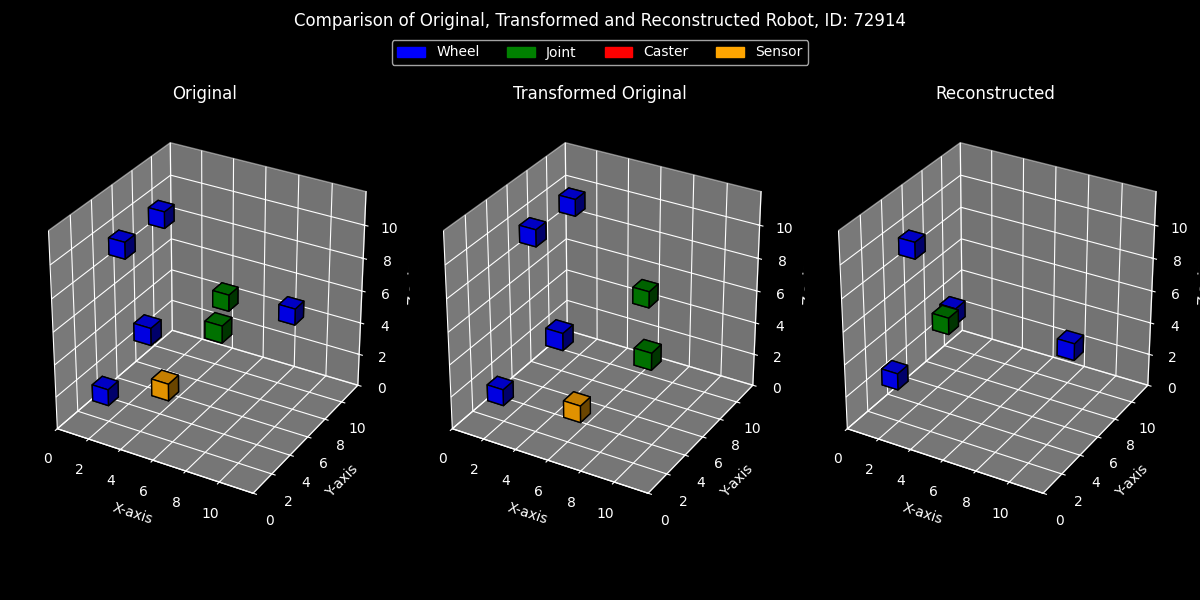 Comparison of Original, Transformed and Reconstructed Robot, ID: 72914
Wheel Joint Caster Sensor
Original Transformed Original Reconstructed
10 10 10
8 8 8
6 6 6
4 4 4
2 2 2
0 0 0
10 10 10
8 8 8
6 6 6
4 4 4
2 2 2
0 0 0
0 2 4 6 8 10 0 2 4 6 8 10 0 2 4 6 8 10
X-axis Y-axis X-axis Y-axis X-axis Y-axis